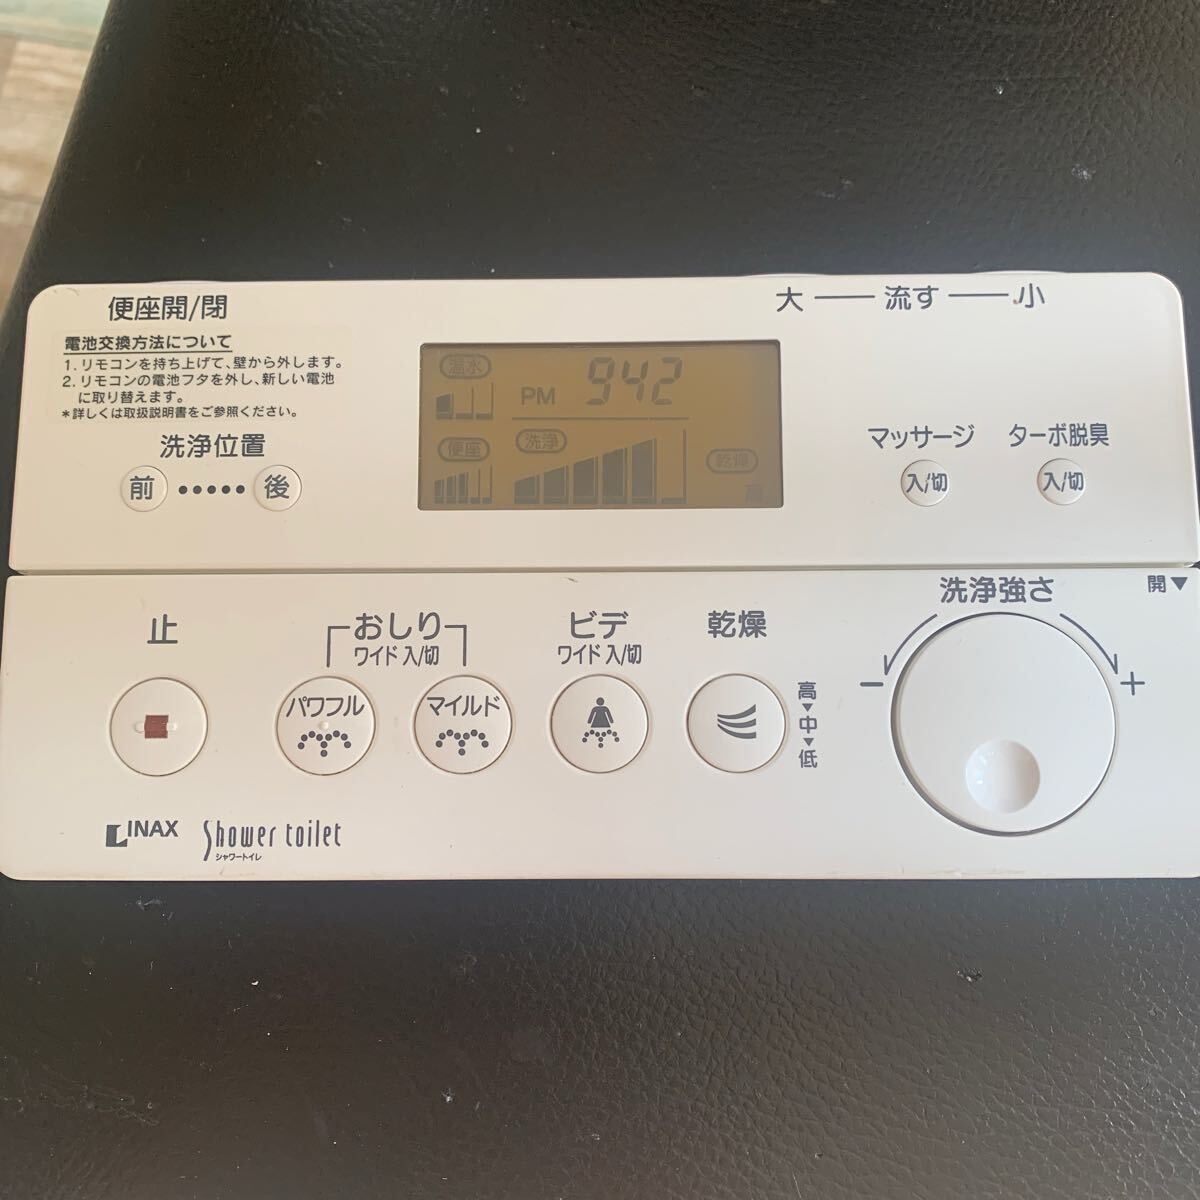 便座開/閉
大 流す 小
電池交換方法について
1. リモコンを持ち上げて、壁から外します。
2. リモコンの電池フタを外し、新しい電池
に取り替えます。
*詳しくは取扱説明書をご参照ください。
洗浄位置
前 後
温水
PM 942
便座
洗浄
乾燥
高
マッサージ
入/切
ターボ脱臭
入/切
止
おしり
ワイド 入/切
パワフル
マイルド
ビデ
ワイド 入/切
乾燥
高
中
低
洗浄強さ
開▼
− +
INAX
Shower toilet
シャワートイレ